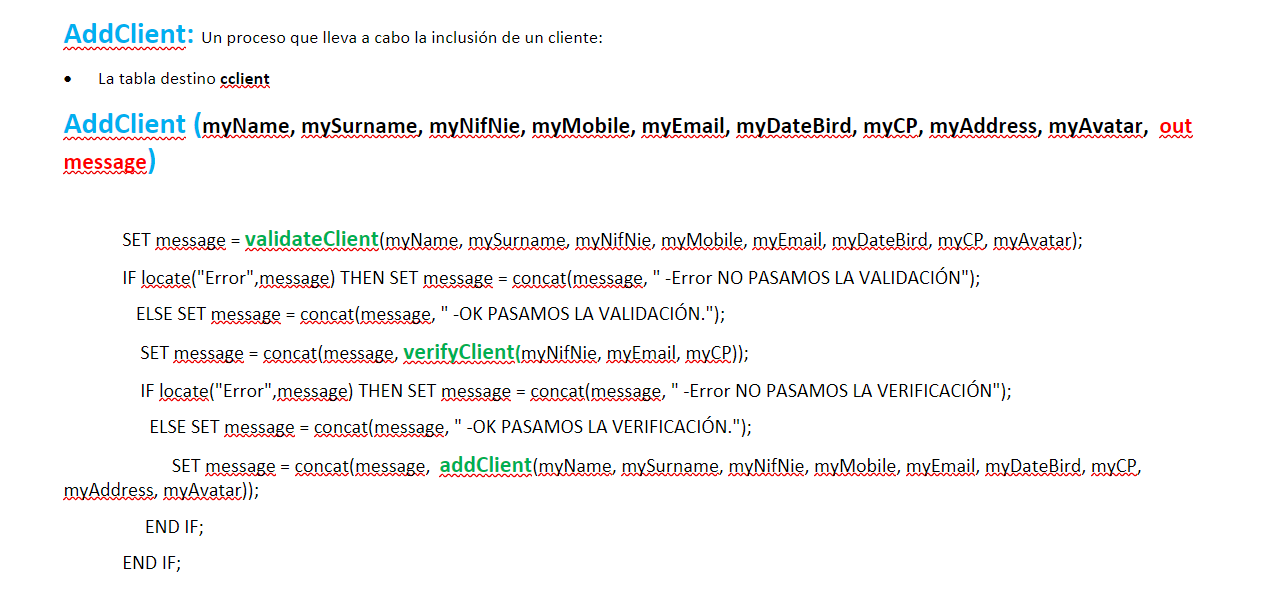 AddClient: Un proceso que lleva a cabo la inclusión de un cliente:
• La tabla destino cclient
AddClient (myName, mySurname, myNifNie, myMobile, myEmail, myDateBird, myCP, myAddress, myAvatar, out
message)
SET message = validateClient(myName, mySurname, myNifNie, myMobile, myEmail, myDateBird, myCP, myAvatar);
IF locate("Error",message) THEN SET message = concat(message, " -Error NO PASAMOS LA VALIDACIÓN");
ELSE SET message = concat(message, " -OK PASAMOS LA VALIDACIÓN.");
SET message = concat(message, verifyClient(myNifNie, myEmail, myCP));
IF locate("Error",message) THEN SET message = concat(message, " -Error NO PASAMOS LA VERIFICACIÓN");
ELSE SET message = concat(message, " -OK PASAMOS LA VERIFICACIÓN.");
SET message = concat(message, addClient(myName, mySurname, myNifNie, myMobile, myEmail, myDateBird, myCP,
myAddress, myAvatar));
END IF;
END IF;